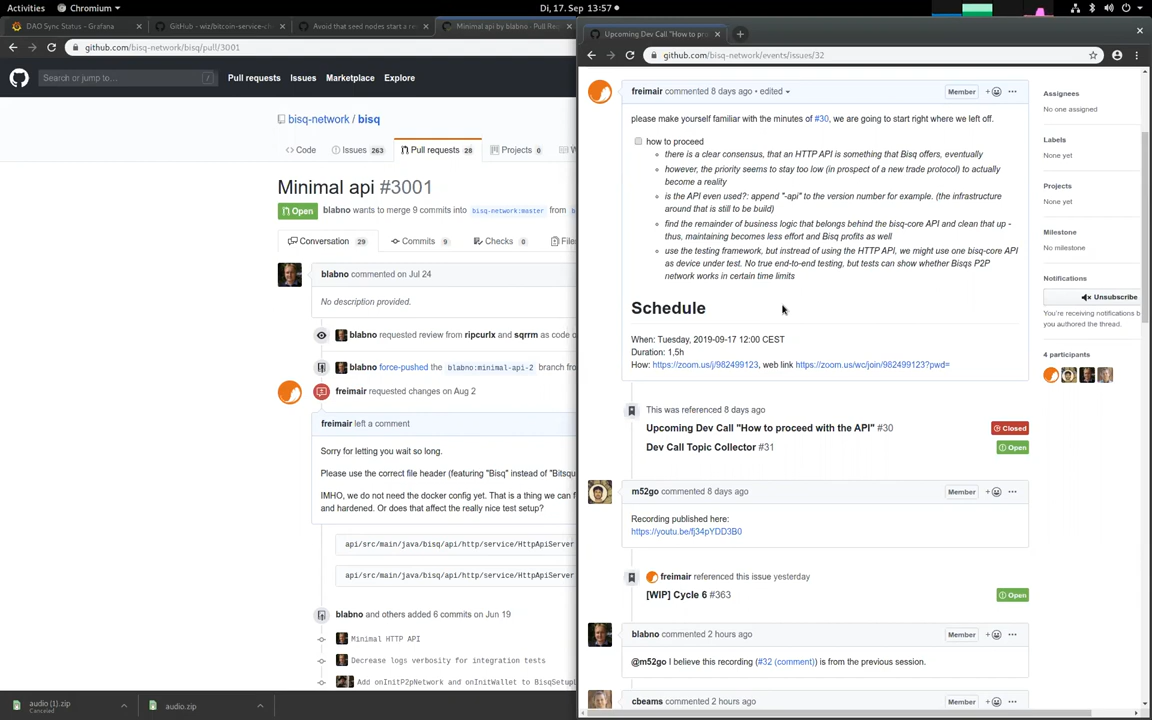 Activities
Chromium
Di, 17. Sep 13:57
DAO Sync Status - Grafana
GitHub - wiz/bitcoin-service-ch
Avoid that seed nodes start a re
Minimal api by blabno · Pull Re
github.com/bisq-network/bisq/pull/3001
Search or jump to...
/
Pull requests
Issues
Marketplace
Explore
bisq-network / bisq
Code
Issues 263
Pull requests 28
Projects 0
W
Minimal api #3001
Open
blabno wants to merge 9 commits into bisq-network:master from b
Conversation 29
Commits 9
Checks 0
File
blabno commented on Jul 24
No description provided.
blabno requested review from ripcurlx and sqrrm as code o
blabno force-pushed the blabno:minimal-api-2 branch from
freimair requested changes on Aug 2
freimair left a comment
Sorry for letting you wait so long.
Please use the correct file header (featuring "Bisq" instead of "Bitsqu
IMHO, we do not need the docker config yet. That is a thing we can f
and hardened. Or does that affect the really nice test setup?
api/src/main/java/bisq/api/http/service/HttpApiServer
api/src/main/java/bisq/api/http/service/HttpApiServer
blabno and others added 6 commits on Jun 19
Minimal HTTP API
Decrease logs verbosity for integration tests
Add onInitP2pNetwork and onInitWallet to BisqSetupL
audio (1).zip
Canceled
audio.zip
Upcoming Dev Call "How to pro
github.com/bisq-network/events/issues/32
freimair commented 8 days ago • edited
Member
please make yourself familiar with the minutes of #30, we are going to start right where we left off.
how to proceed
there is a clear consensus, that an HTTP API is something that Bisq offers, eventually
however, the priority seems to stay too low (in prospect of a new trade protocol) to actually
become a reality
is the API even used?: append "-api" to the version number for example. (the infrastructure
around that is still to be build)
find the remainder of business logic that belongs behind the bisq-core API and clean that up -
thus, maintaining becomes less effort and Bisq profits as well
use the testing framework, but instead of using the HTTP API, we might use one bisq-core API
as device under test. No true end-to-end testing, but tests can show whether Bisqs P2P
network works in certain time limits
Schedule
When: Tuesday, 2019-09-17 12:00 CEST
Duration: 1,5h
How: https://zoom.us/j/982499123, web link https://zoom.us/wc/join/982499123?pwd=
This was referenced 8 days ago
Upcoming Dev Call "How to proceed with the API" #30
Closed
Dev Call Topic Collector #31
Open
m52go commented 8 days ago
Member
Recording published here:
https://youtu.be/fj34pYDD3B0
freimair referenced this issue yesterday
[WIP] Cycle 6 #363
Open
blabno commented 2 hours ago
Member
@m52go I believe this recording (#32 (comment)) is from the previous session.
cbeams commented 2 hours ago
Member
Assignees
No one assigned
Labels
None yet
Projects
None yet
Milestone
No milestone
Notifications
Unsubscribe
You're receiving notifications b
you authored the thread.
4 participants